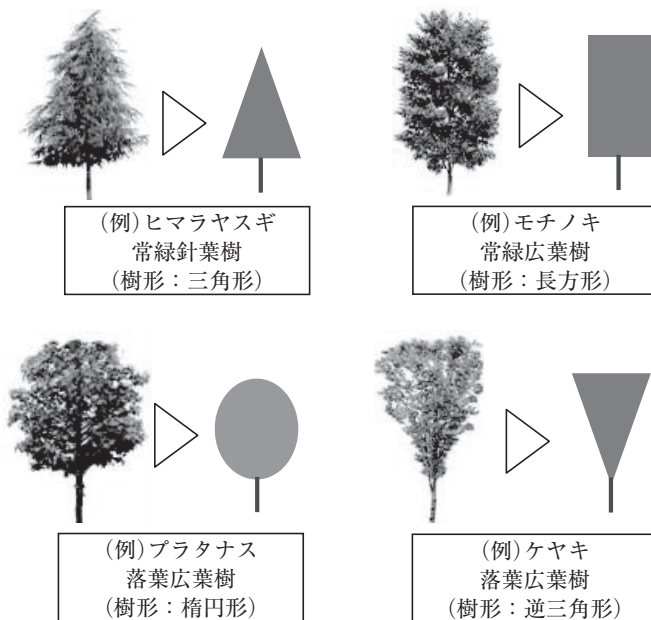 (例)ヒマラヤスギ
常緑針葉樹
(樹形：三角形)
(例)モチノキ
常緑広葉樹
(樹形：長方形)
(例)プラタナス
落葉広葉樹
(樹形：楕円形)
(例)ケヤキ
落葉広葉樹
(樹形：逆三角形)